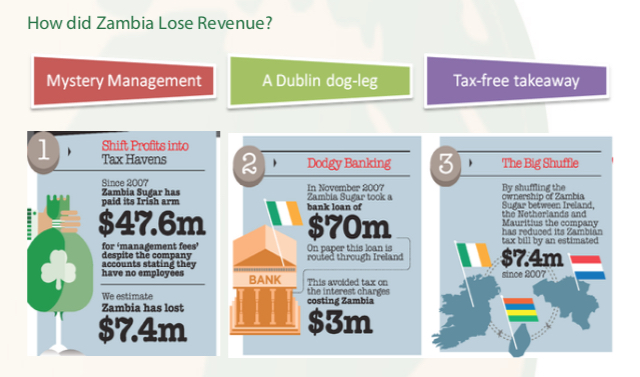 How did Zambia Lose Revenue?
Mystery Management
A Dublin dog-leg
Tax-free takeaway
1
Shift Profits into
Tax Havens
Since 2007
Zambia Sugar has
paid its Irish arm
$47.6m
for 'management fees'
despite the company
accounts stating they
have no employees
We estimate
Zambia has lost
$7.4m
2
Dodgy Banking
In November 2007
Zambia Sugar took a
bank loan of
$70m
On paper this loan is
routed through Ireland
BANK
This avoided tax on
the interest charges
costing Zambia
$3m
3
The Big Shuffle
By shuffling the
ownership of Zambia
Sugar between Ireland,
the Netherlands and
Mauritius the company
has reduced its Zambian
tax bill by an estimated
$7.4m
since 2007